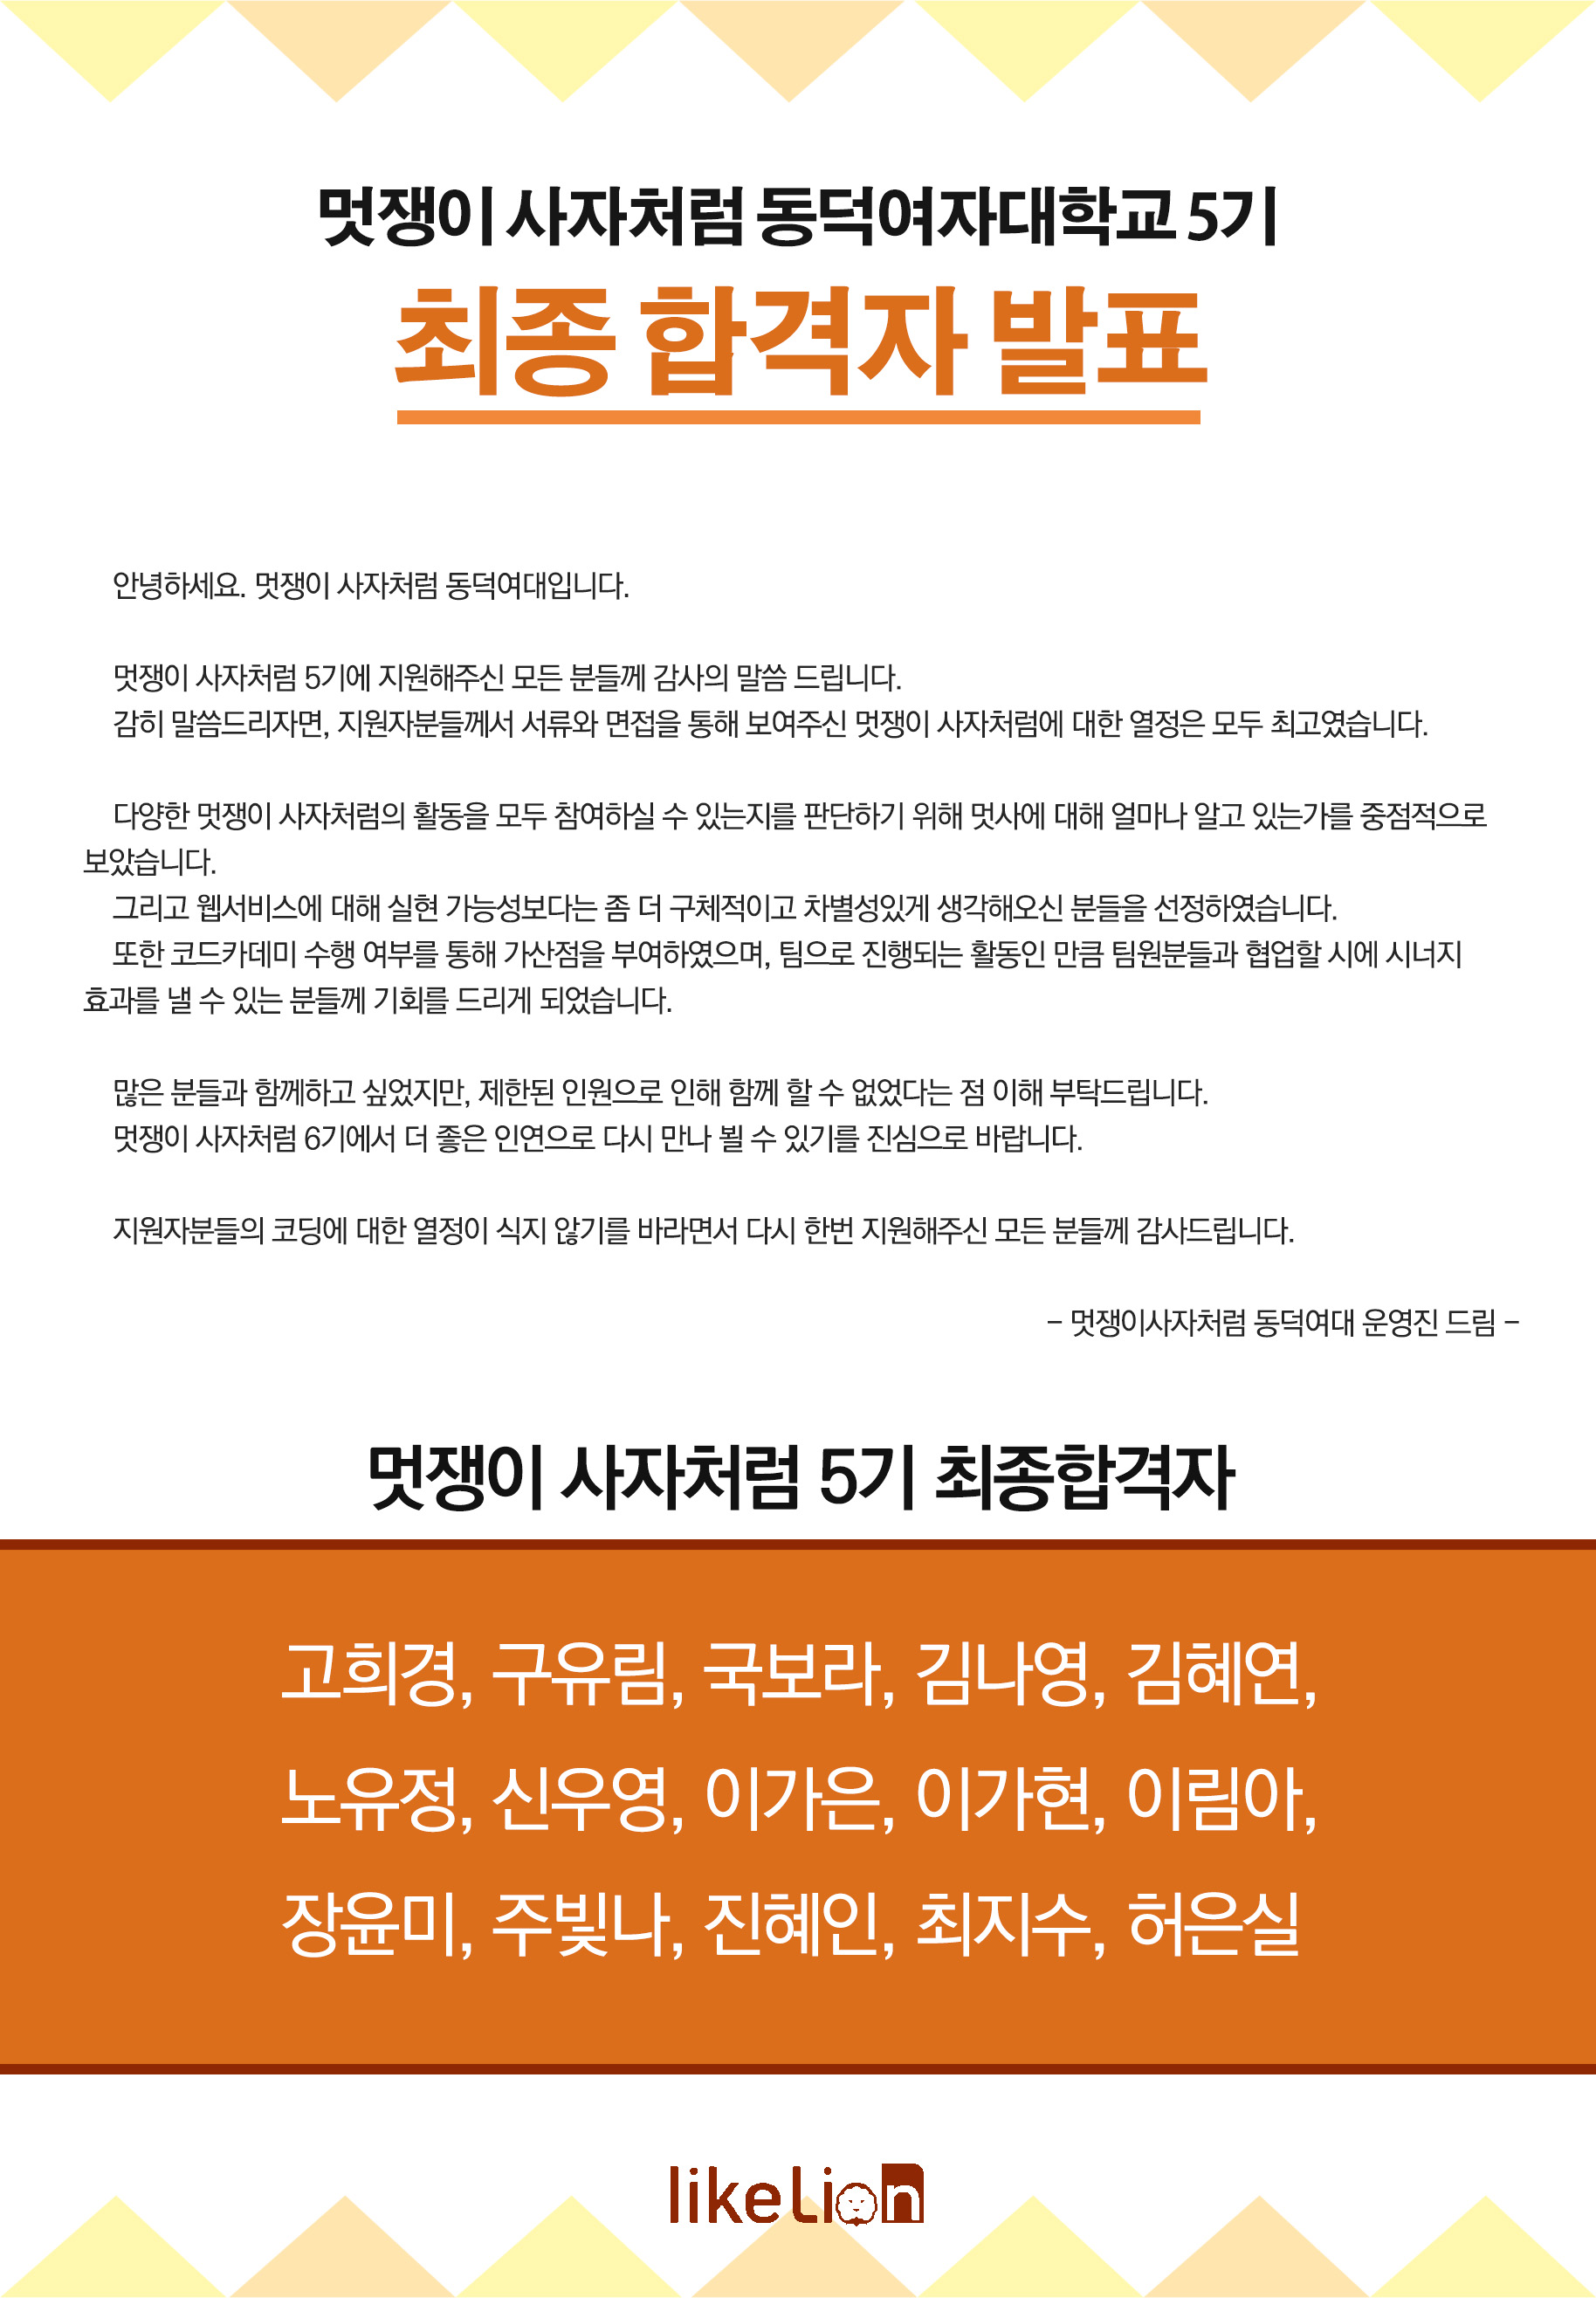 멋쟁이 사자처럼 동덕여자대학교 5기
최종 합격자 발표
안녕하세요. 멋쟁이 사자처럼 동덕여대입니다.
멋쟁이 사자처럼 5기에 지원해주신 모든 분들께 감사의 말씀 드립니다.
감히 말씀드리자면, 지원자분들께서 서류와 면접을 통해 보여주신 멋쟁이 사자처럼에 대한 열정은 모두 최고였습니다.
다양한 멋쟁이 사자처럼의 활동을 모두 참여하실 수 있는지를 판단하기 위해 멋사에 대해 얼마나 알고 있는가를 중점적으로
보았습니다.
그리고 웹서비스에 대해 실현 가능성보다는 좀 더 구체적이고 차별성있게 생각해오신 분들을 선정하였습니다.
또한 코드카데미 수행 여부를 통해 가산점을 부여하였으며, 팀으로 진행되는 활동인 만큼 팀원분들과 협업할 시에 시너지
효과를 낼 수 있는 분들께 기회를 드리게 되었습니다.
많은 분들과 함께하고 싶었지만, 제한된 인원으로 인해 함께 할 수 없었다는 점 이해 부탁드립니다.
멋쟁이 사자처럼 6기에서 더 좋은 인연으로 다시 만나 뵐 수 있기를 진심으로 바랍니다.
지원자분들의 코딩에 대한 열정이 식지 않기를 바라면서 다시 한번 지원해주신 모든 분들께 감사드립니다.
- 멋쟁이사자처럼 동덕여대 운영진 드림 -
멋쟁이 사자처럼 5기 최종합격자
고희경, 구유림, 국보라, 김나영, 김혜연,
노유정, 신우영, 이가은, 이가현, 이림아,
장윤미, 주빛나, 진혜인, 최지수, 허은실
likelion